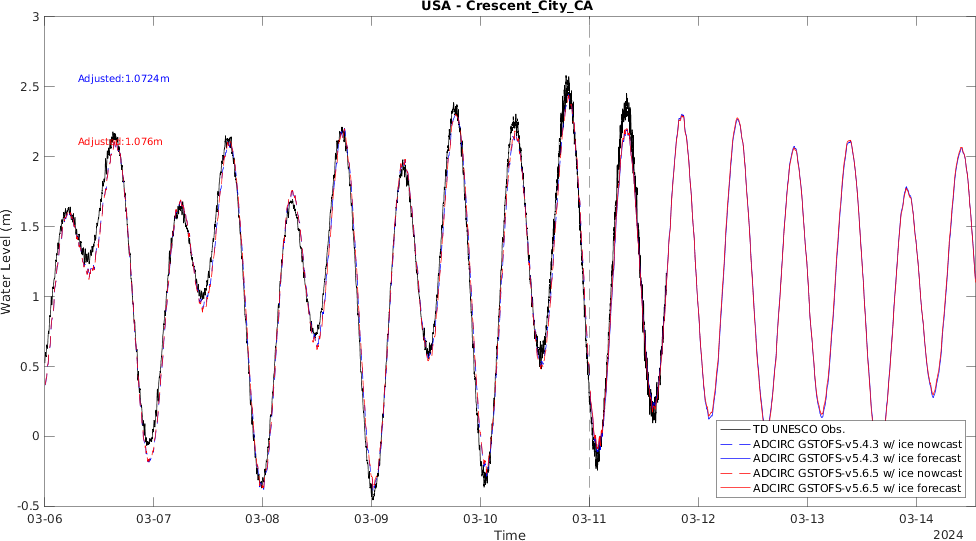 USA - Crescent_City_CA
3
2.5
2
1.5
1
0.5
0
-0.5
Water Level (m)
Adjusted:1.0724m
Adjusted:1.076m
TD UNESCO Obs.
ADCIRC GSTOFS-v5.4.3 w/ ice nowcast
ADCIRC GSTOFS-v5.4.3 w/ ice forecast
ADCIRC GSTOFS-v5.6.5 w/ ice nowcast
ADCIRC GSTOFS-v5.6.5 w/ ice forecast
03-06 03-07 03-08 03-09 03-10 03-11 03-12 03-13 03-14
Time
2024